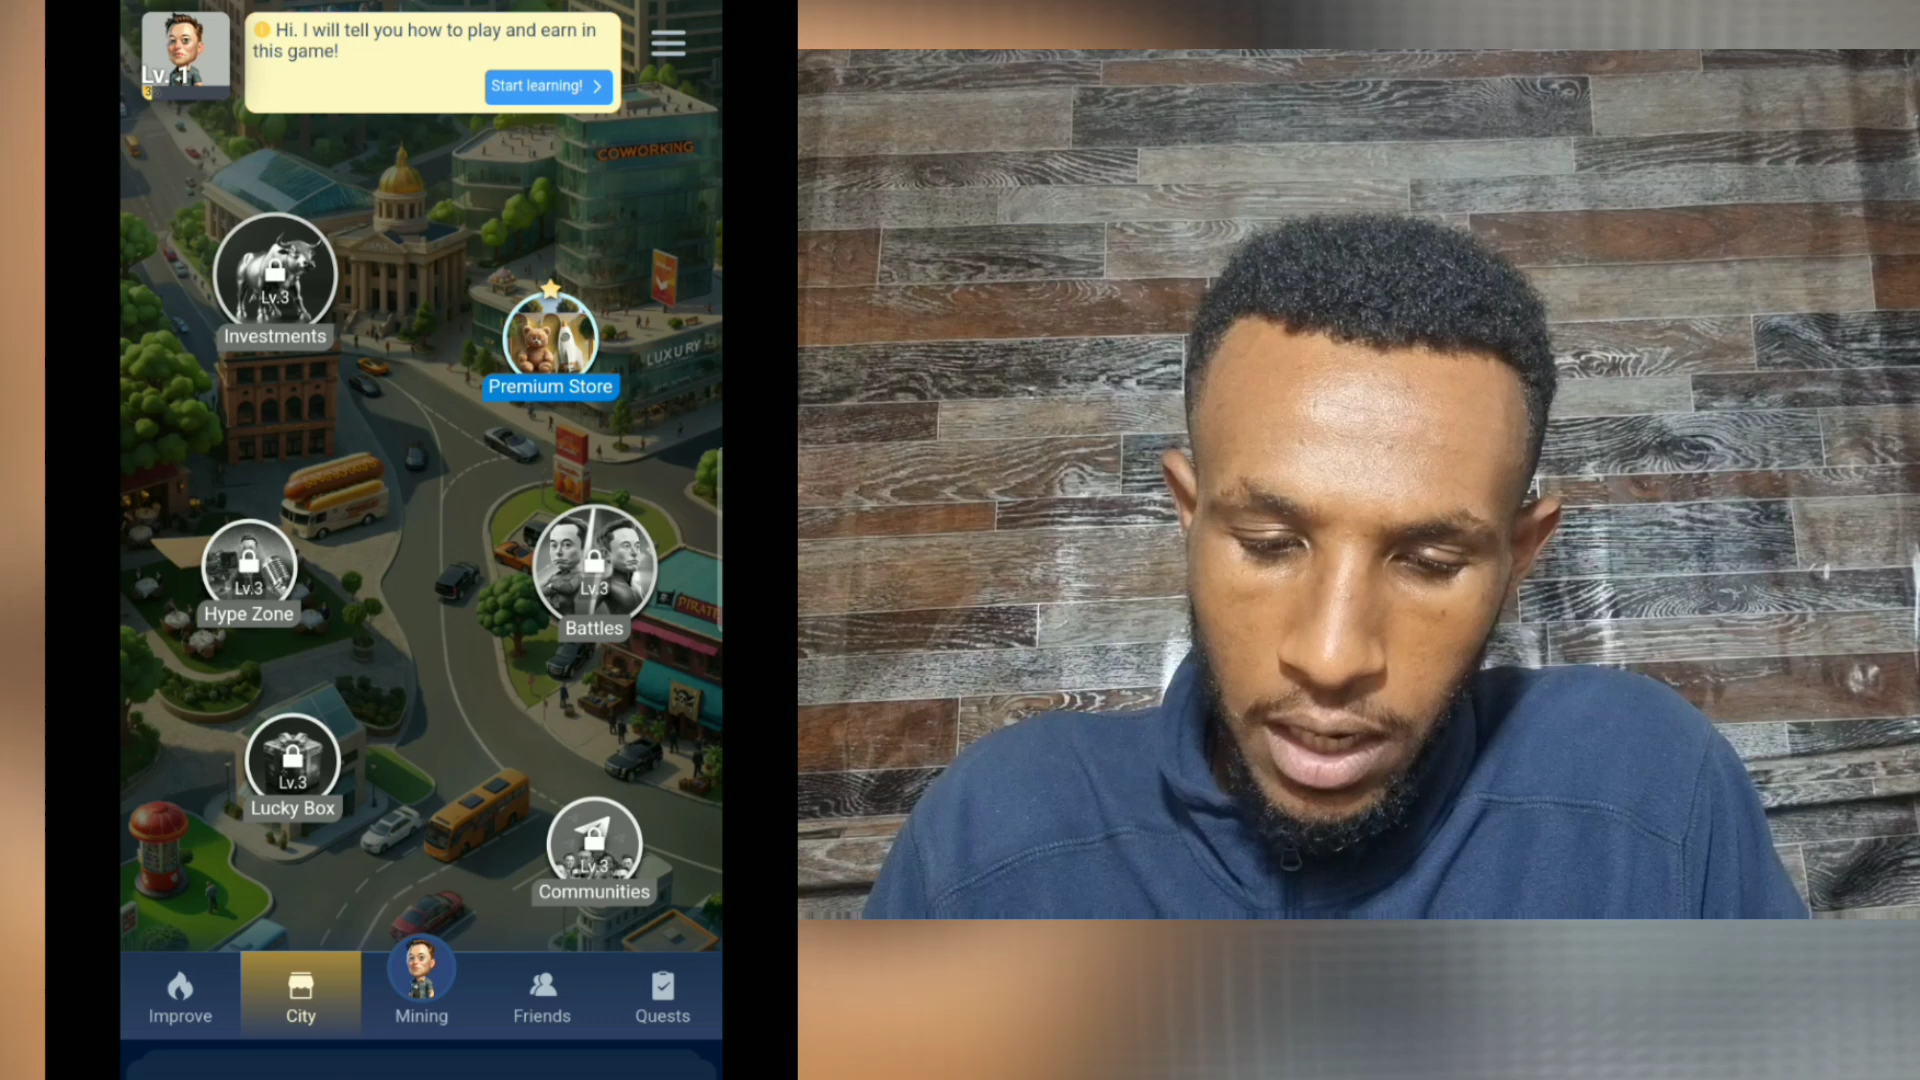 Hi. I will tell you how to play and earn in
this game!
Lv. 1
Start learning!
COWORKING
Lv.3
Investments
LUXURY
Premium Store
Lv.3
Hype Zone
Lv.3
Battles
PIRATE
Lv.3
Lucky Box
Lv.3
Communities
Improve
City
Mining
Friends
Quests